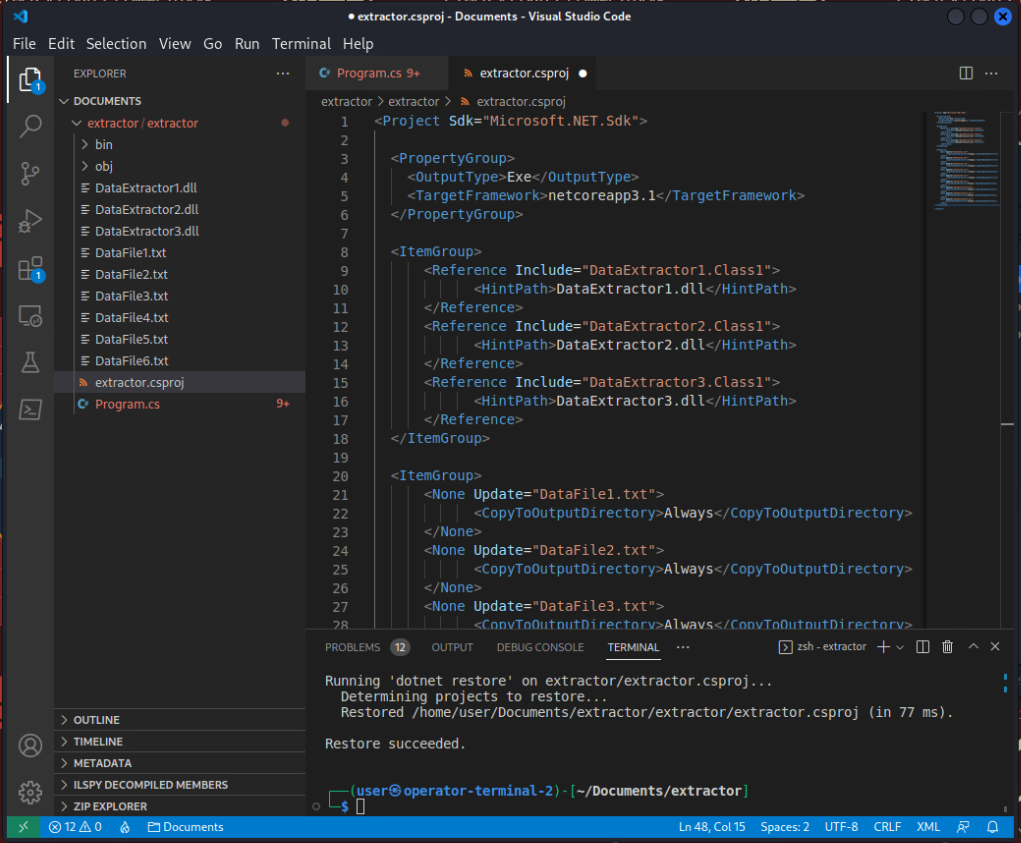 extractor.csproj - Documents - Visual Studio Code
File Edit Selection View Go Run Terminal Help
EXPLORER
DOCUMENTS
extractor / extractor
bin
obj
DataExtractor1.dll
DataExtractor2.dll
DataExtractor3.dll
DataFile1.txt
DataFile2.txt
DataFile3.txt
DataFile4.txt
DataFile5.txt
DataFile6.txt
extractor.csproj
Program.cs 9+
OUTLINE
TIMELINE
METADATA
ILSPY DECOMPILED MEMBERS
ZIP EXPLORER
1
1
Program.cs 9+ extractor.csproj
extractor > extractor > extractor.csproj
1 <Project Sdk="Microsoft.NET.Sdk">
2
3 <PropertyGroup>
4 <OutputType>Exe</OutputType>
5 <TargetFramework>netcoreapp3.1</TargetFramework>
6 </PropertyGroup>
7
8 <ItemGroup>
9 <Reference Include="DataExtractor1.Class1">
10 <HintPath>DataExtractor1.dll</HintPath>
11 </Reference>
12 <Reference Include="DataExtractor2.Class1">
13 <HintPath>DataExtractor2.dll</HintPath>
14 </Reference>
15 <Reference Include="DataExtractor3.Class1">
16 <HintPath>DataExtractor3.dll</HintPath>
17 </Reference>
18 </ItemGroup>
19
20 <ItemGroup>
21 <None Update="DataFile1.txt">
22 <CopyToOutputDirectory>Always</CopyToOutputDirectory>
23 </None>
24 <None Update="DataFile2.txt">
25 <CopyToOutputDirectory>Always</CopyToOutputDirectory>
26 </None>
27 <None Update="DataFile3.txt">
28 <CopyToOutputDirectory>Always</CopyToOutputDirectory>
PROBLEMS 12 OUTPUT DEBUG CONSOLE TERMINAL zsh - extractor
Running 'dotnet restore' on extractor/extractor.csproj...
Determining projects to restore...
Restored /home/user/Documents/extractor/extractor/extractor.csproj (in 77 ms).
Restore succeeded.
(user㉿operator-terminal-2)-[~/Documents/extractor]
$
12 0 Documents Ln 48, Col 15 Spaces: 2 UTF-8 CRLF XML